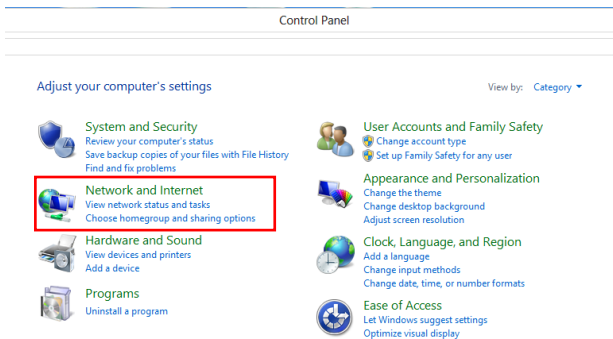 Control Panel
Adjust your computer's settings
View by: Category
System and Security
Review your computer's status
Save backup copies of your files with File History
Find and fix problems
Network and Internet
View network status and tasks
Choose homegroup and sharing options
Hardware and Sound
View devices and printers
Add a device
Programs
Uninstall a program
User Accounts and Family Safety
Change account type
Set up Family Safety for any user
Appearance and Personalization
Change the theme
Change desktop background
Adjust screen resolution
Clock, Language, and Region
Add a language
Change input methods
Change date, time, or number formats
Ease of Access
Let Windows suggest settings
Optimize visual display